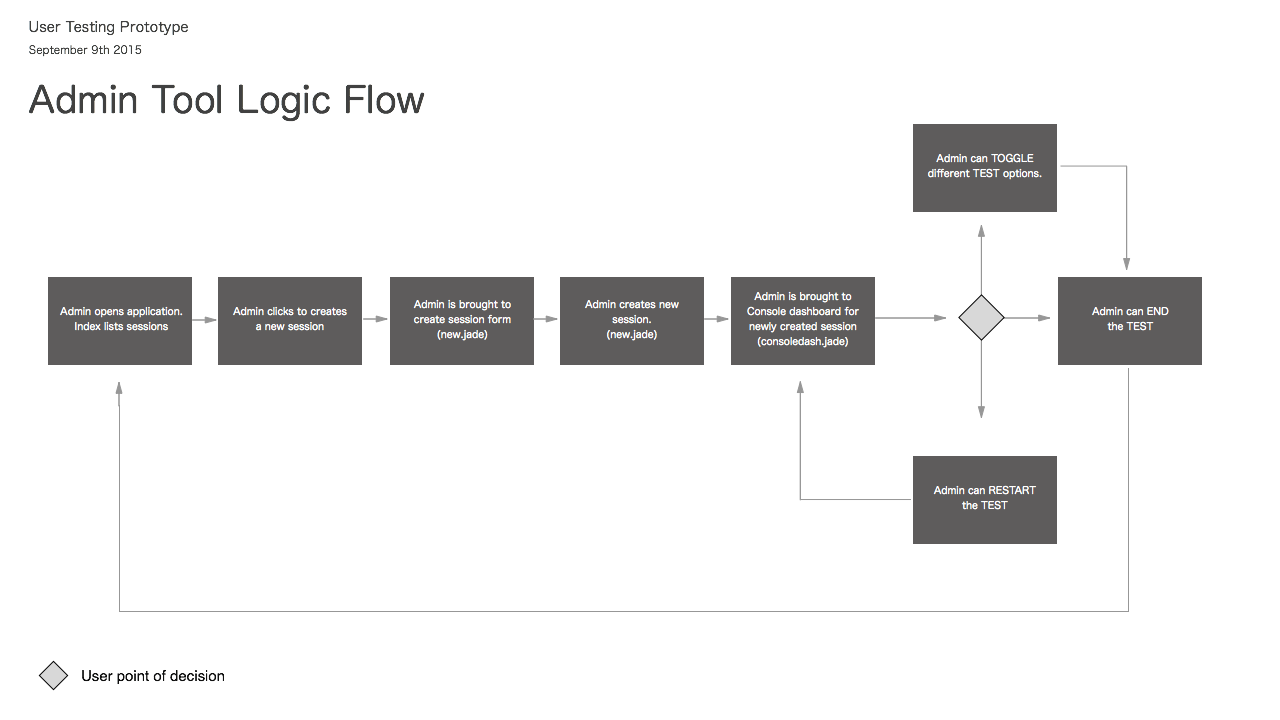 User Testing Prototype
September 9th 2015
Admin Tool Logic Flow
Admin can TOGGLE
different TEST options.
Admin opens application.
Index lists sessions
Admin clicks to creates
a new session
Admin is brought to
create session form
(new.jade)
Admin creates new
session.
(new.jade)
Admin is brought to
Console dashboard for
newly created session
(consoledash.jade)
Admin can END
the TEST
Admin can RESTART
the TEST
User point of decision